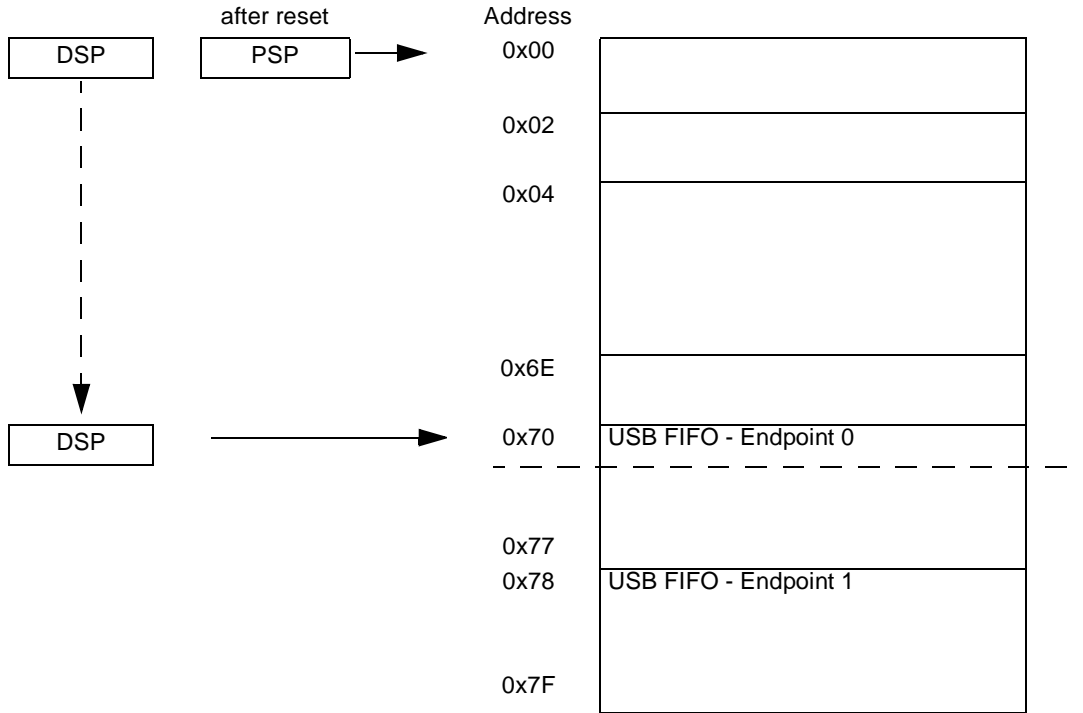 after reset Address
DSP PSP 0x00
0x02
0x04
0x6E
DSP 0x70 USB FIFO - Endpoint 0
0x77
0x78 USB FIFO - Endpoint 1
0x7F